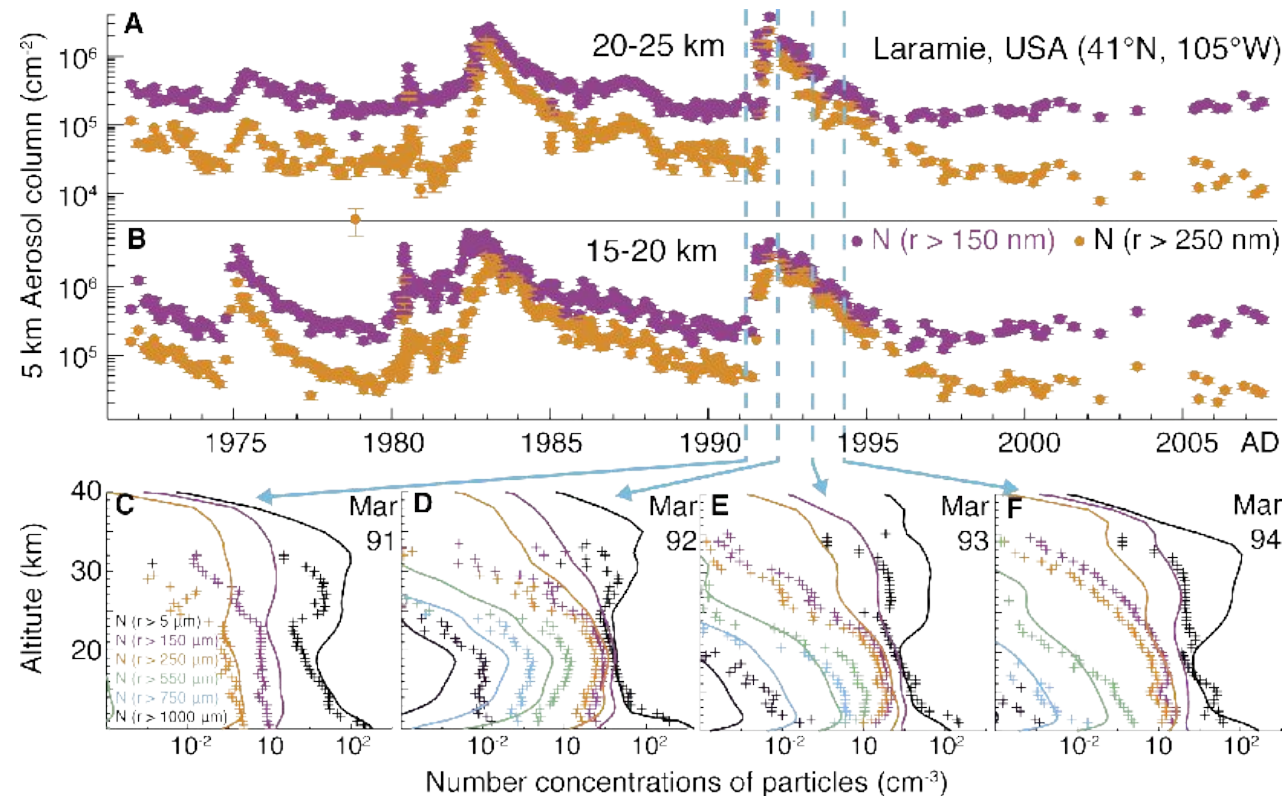 A
20-25 km
Laramie, USA (41°N, 105°W)
5 km Aerosol column (cm⁻²)
10⁶
10⁵
10⁴
B
15-20 km
N (r > 150 nm)
N (r > 250 nm)
10⁶
10⁵
1975
1980
1985
1990
1995
2000
2005
AD
Altitude (km)
40
30
20
C
Mar
91
N (r > 5 µm)
N (r > 150 µm)
N (r > 250 µm)
N (r > 550 µm)
N (r > 750 µm)
N (r > 1000 µm)
D
Mar
92
E
Mar
93
F
Mar
94
10⁻²
10
10²
10⁻²
10
10²
10⁻²
10
10²
10⁻²
10
10²
Number concentrations of particles (cm⁻³)